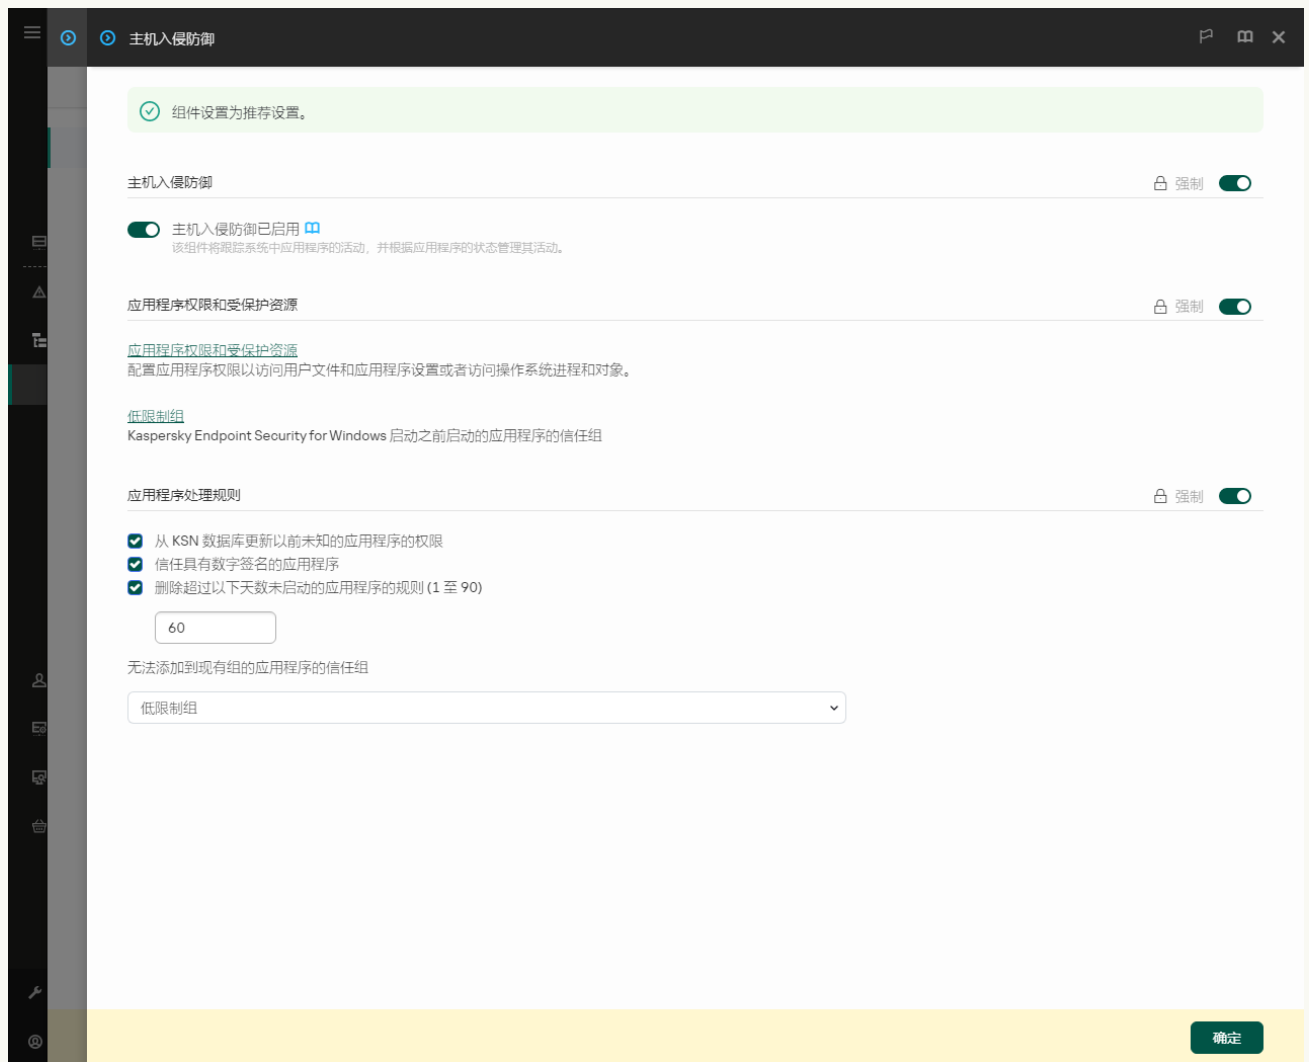 主机入侵防御
组件设置为推荐设置。
主机入侵防御
强制
主机入侵防御已启用
该组件将跟踪系统中应用程序的活动，并根据应用程序的状态管理其活动。
应用程序权限和受保护资源
强制
应用程序权限和受保护资源
配置应用程序权限以访问用户文件和应用程序设置或者访问操作系统进程和对象。
低限制组
Kaspersky Endpoint Security for Windows 启动之前启动的应用程序的信任组
应用程序处理规则
强制
从 KSN 数据库更新以前未知的应用程序的权限
信任具有数字签名的应用程序
删除超过以下天数未启动的应用程序的规则 (1 至 90)
60
无法添加到现有组的应用程序的信任组
低限制组
确定